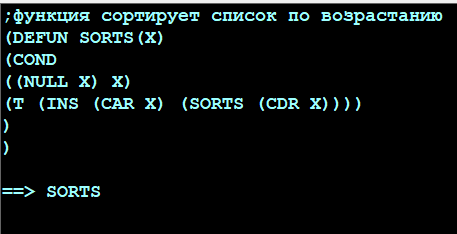 ;функция сортирует список по возрастанию
(DEFUN SORTS(X)
(COND
((NULL X) X)
(T (INS (CAR X) (SORTS (CDR X))))
)
)
==> SORTS